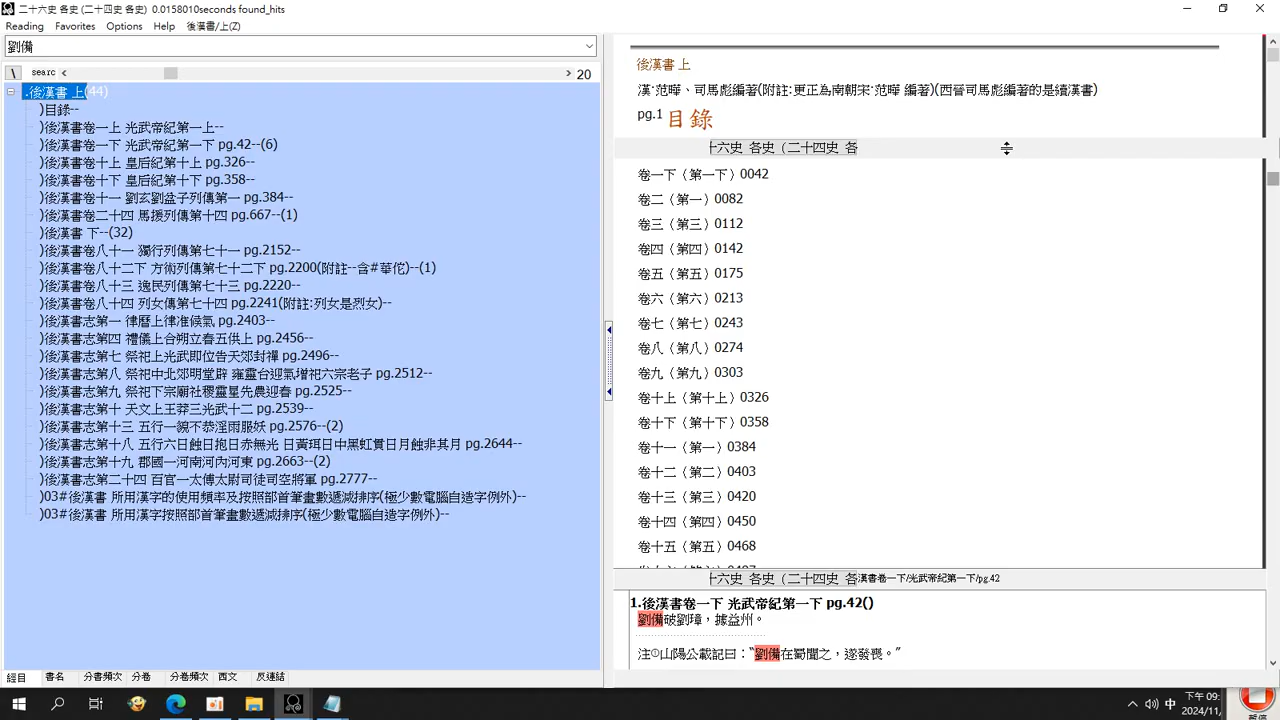 二十六史 各史 (二十四史 各史) 0.0158010seconds found_hits
Reading Favorites Options Help 後漢書/上(Z)
劉備
\ searc < > 20
.後漢書 上(44)
)目錄--
)後漢書卷一上 光武帝紀第一上--
)後漢書卷一下 光武帝紀第一下 pg.42--(6)
)後漢書卷十上 皇后紀第十上 pg.326--
)後漢書卷十下 皇后紀第十下 pg.358--
)後漢書卷十一 劉玄劉盆子列傳第一 pg.384--
)後漢書卷二十四 馬援列傳第十四 pg.667--(1)
)後漢書 下--(32)
)後漢書卷八十一 獨行列傳第七十一 pg.2152--
)後漢書卷八十二下 方術列傳第七十二下 pg.2200(附註--含#華佗)--(1)
)後漢書卷八十三 逸民列傳第七十三 pg.2220--
)後漢書卷八十四 列女傳第七十四 pg.2241(附註:列女是烈女)--
)後漢書志第一 律曆上律准候氣 pg.2403--
)後漢書志第四 禮儀上合朔立春五供上 pg.2456--
)後漢書志第七 祭祀上光武即位告天郊封禪 pg.2496--
)後漢書志第八 祭祀中北郊明堂辟 雍靈台迎氣增祀六宗老子 pg.2512--
)後漢書志第九 祭祀下宗廟社稷靈星先農迎春 pg.2525--
)後漢書志第十 天文上王莽三光武十二 pg.2539--
)後漢書志第十三 五行一貌不恭淫雨服妖 pg.2576--(2)
)後漢書志第十八 五行六日蝕日抱日赤無光 日黃珥日中黑虹貫日月蝕非其月 pg.2644--
)後漢書志第十九 郡國一河南河內河東 pg.2663--(2)
)後漢書志第二十四 百官一太傅太尉司徒司空將軍 pg.2777--
)03#後漢書 所用漢字的使用頻率及按照部首筆畫數遞減排序(極少數電腦自造字例外)--
)03#後漢書 所用漢字按照部首筆畫數遞減排序(極少數電腦自造字例外)--
經目 書名 分書頻次 分卷 分卷頻次 西文 反連結
後漢書 上
漢‧范曄、司馬彪編著(附註:更正為南朝宋‧范曄 編著)(西晉司馬彪編著的是續漢書)
pg.1 目錄
十六史 各史 (二十四史 各
卷一下（第一下）0042
卷二（第一）0082
卷三（第三）0112
卷四（第四）0142
卷五（第五）0175
卷六（第六）0213
卷七（第七）0243
卷八（第八）0274
卷九（第九）0303
卷十上（第十上）0326
卷十下（第十下）0358
卷十一（第一）0384
卷十二（第二）0403
卷十三（第三）0420
卷十四（第四）0450
卷十五（第五）0468
十六史 各史 (二十四史 各漢書卷一下/光武帝紀第一下/pg.42
1.後漢書卷一下 光武帝紀第一下 pg.42()
劉備破劉璋，據益州。
注①山陽公載記曰：“劉備在蜀聞之，遂發喪。”
中 下午 09:
2024/11/